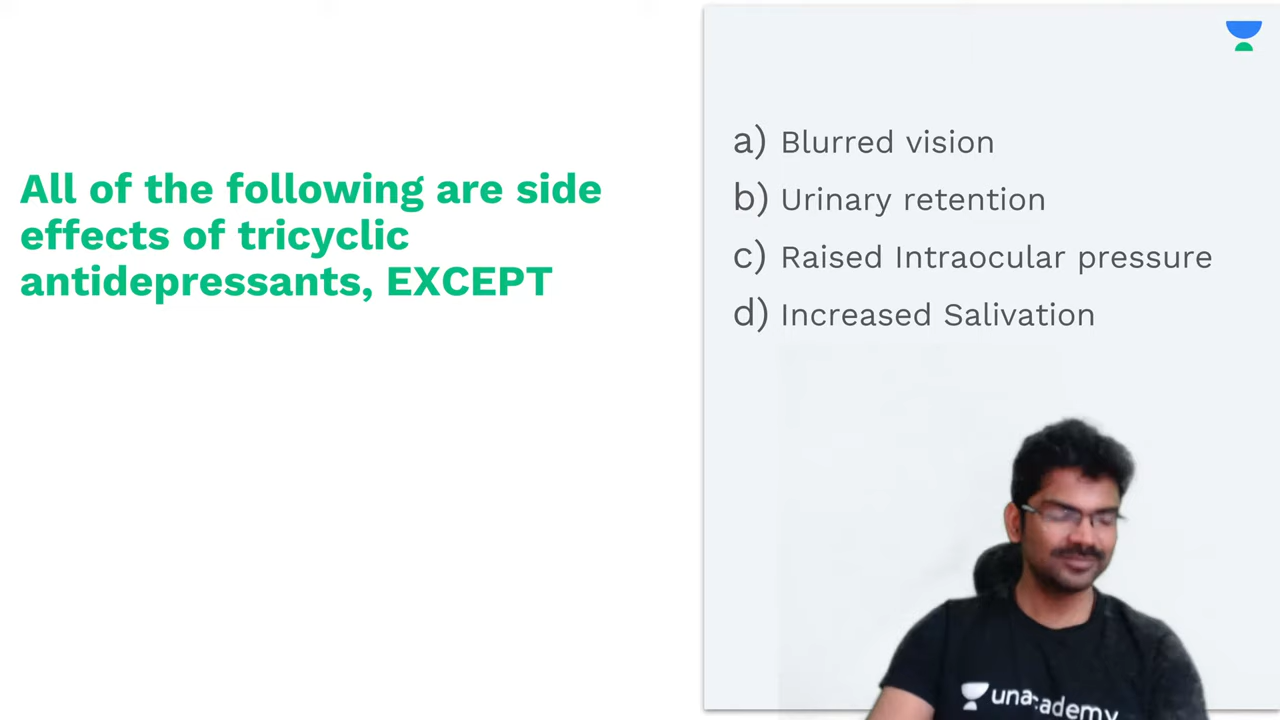 All of the following are side
effects of tricyclic
antidepressants, EXCEPT
a) Blurred vision
b) Urinary retention
c) Raised Intraocular pressure
d) Increased Salivation
unacademy